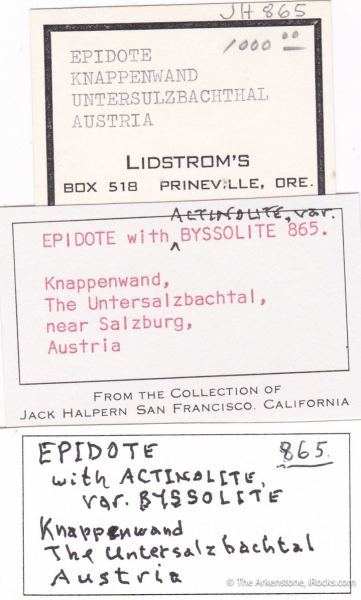 JH 865
1000 00
EPIDOTE
KNAPPENWAND
UNTERSULZBACHTHAL
AUSTRIA
LIDSTROM'S
BOX 518 PRINEVILLE, ORE.
ACTINOLITE, var.
EPIDOTE with ^ BYSSOLITE 865.
Knappenwand,
The Untersalzbachtal,
near Salzburg,
Austria
FROM THE COLLECTION OF
JACK HALPERN SAN FRANCISCO. CALIFORNIA
EPIDOTE 865.
with ACTINOLITE,
var. BYSSOLITE
Knappenwand
The Untersalzbachtal
Austria
© The Arkenstone, iRocks.com